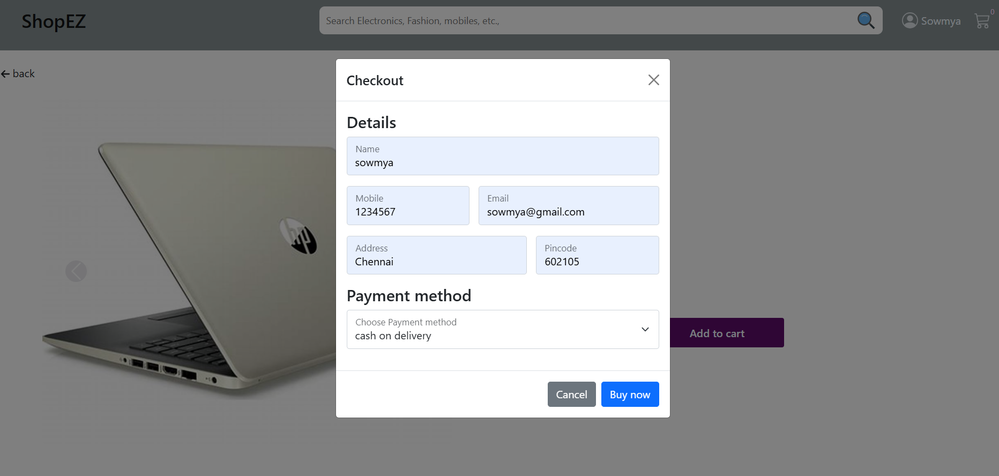 ShopEZ
Search Electronics, Fashion, mobiles, etc.,
Sowmya
0
back
Checkout
Details
Name
sowmya
Mobile
1234567
Email
sowmya@gmail.com
Address
Chennai
Pincode
602105
Payment method
Choose Payment method
cash on delivery
Add to cart
Cancel
Buy now
hp